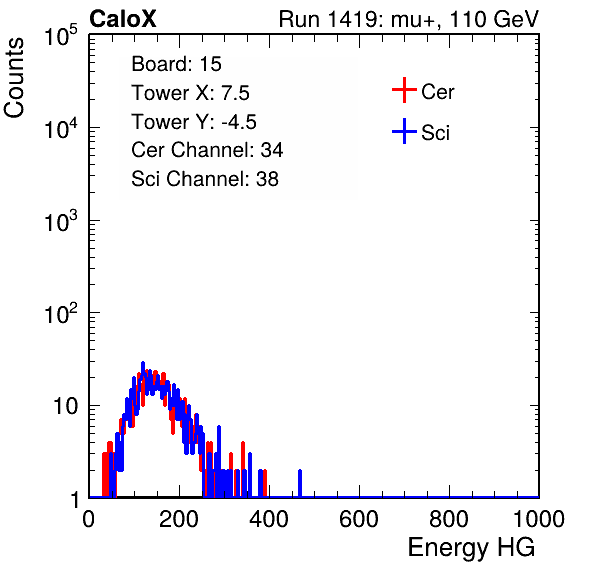 CaloX Run 1419: mu+, 110 GeV
Counts
Board: 15
Tower X: 7.5
Tower Y: -4.5
Cer Channel: 34
Sci Channel: 38
Cer
Sci
10^5
10^4
10^3
10^2
10
1
0 200 400 600 800 1000
Energy HG